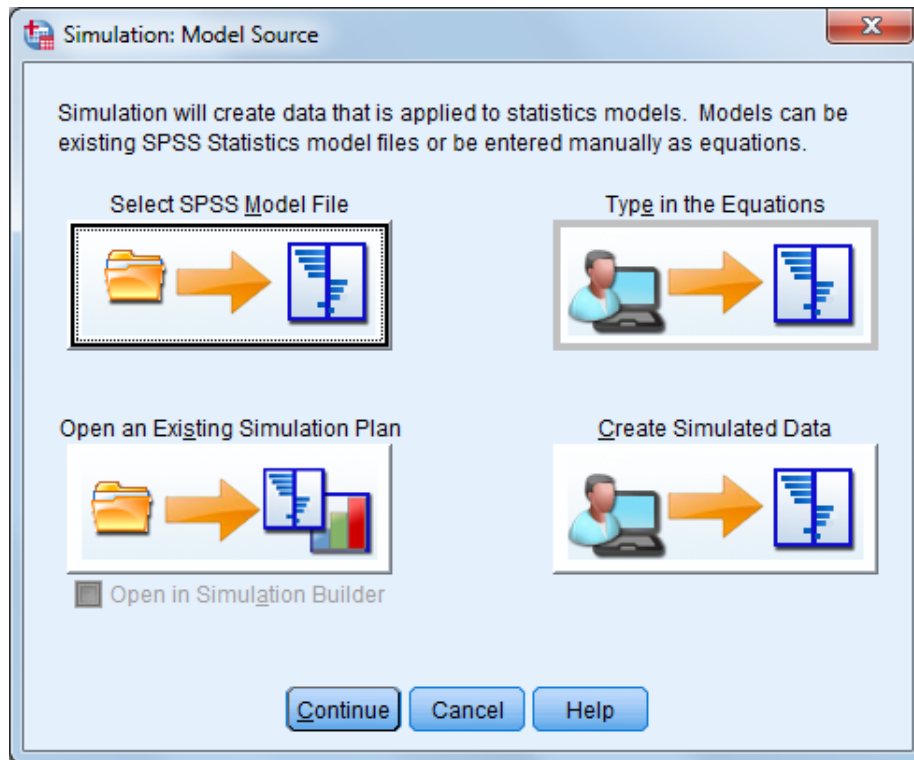 Simulation: Model Source
Simulation will create data that is applied to statistics models. Models can be
existing SPSS Statistics model files or be entered manually as equations.
Select SPSS Model File
Type in the Equations
Open an Existing Simulation Plan
Create Simulated Data
Open in Simulation Builder
Continue
Cancel
Help